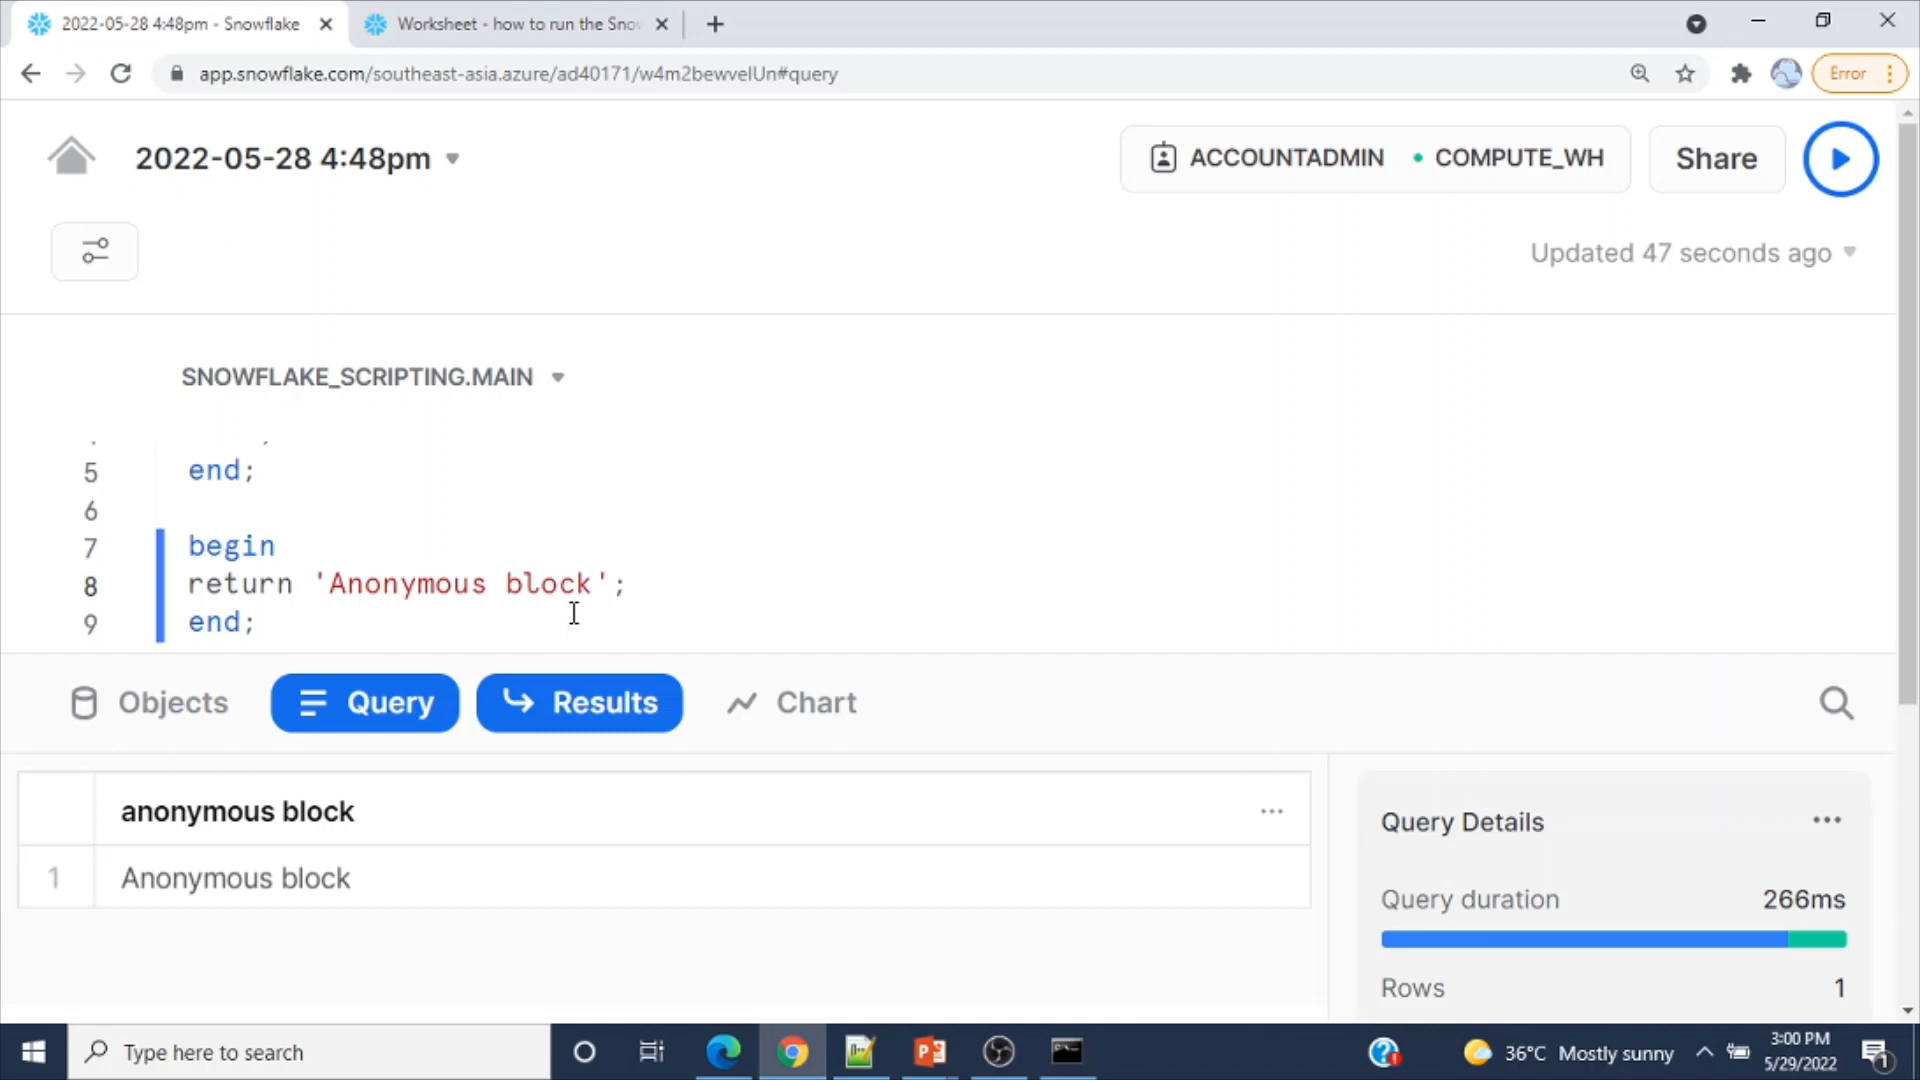 2022-05-28 4:48pm - Snowflake
Worksheet - how to run the Sno
app.snowflake.com/southeast-asia.azure/ad40171/w4m2bewvelUn#query
Error
2022-05-28 4:48pm
ACCOUNTADMIN
COMPUTE_WH
Share
Updated 47 seconds ago
SNOWFLAKE_SCRIPTING.MAIN
5 end;
6
7 begin
8 return 'Anonymous block';
9 end;
Objects
Query
Results
Chart
anonymous block
1 Anonymous block
Query Details
Query duration 266ms
Rows 1
Type here to search
36°C Mostly sunny
3:00 PM
5/29/2022
1